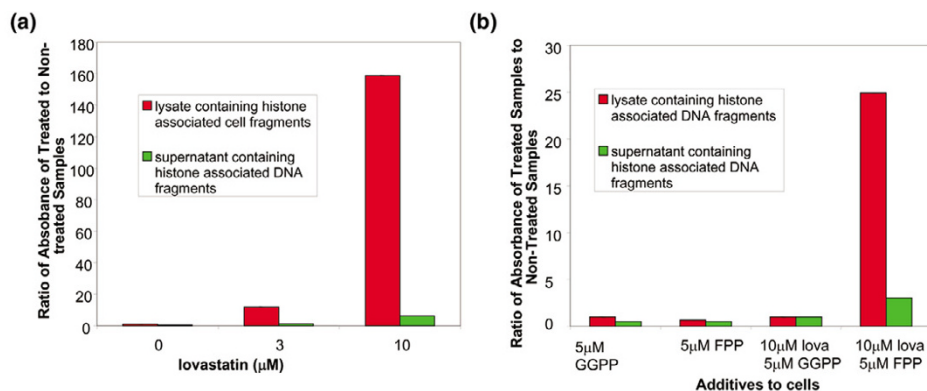 (a)
Ratio of Absobance of Treated to Non-
treated Samples
180
160
140
120
100
80
60
40
20
0
lysate containing histone
associated cell fragments
supernatant containing
histone associated DNA
fragments
0
3
10
lovastatin (μM)
(b)
Ratio of Absorbance of Treated Samples to
Non-Treated Samples
30
25
20
15
10
5
0
lysate containing histone
associated DNA fragments
supernatant containing
histone associated DNA
fragments
5μM
GGPP
5μM FPP
10μM lova
5μM GGPP
10μM lova
5μM FPP
Additives to cells